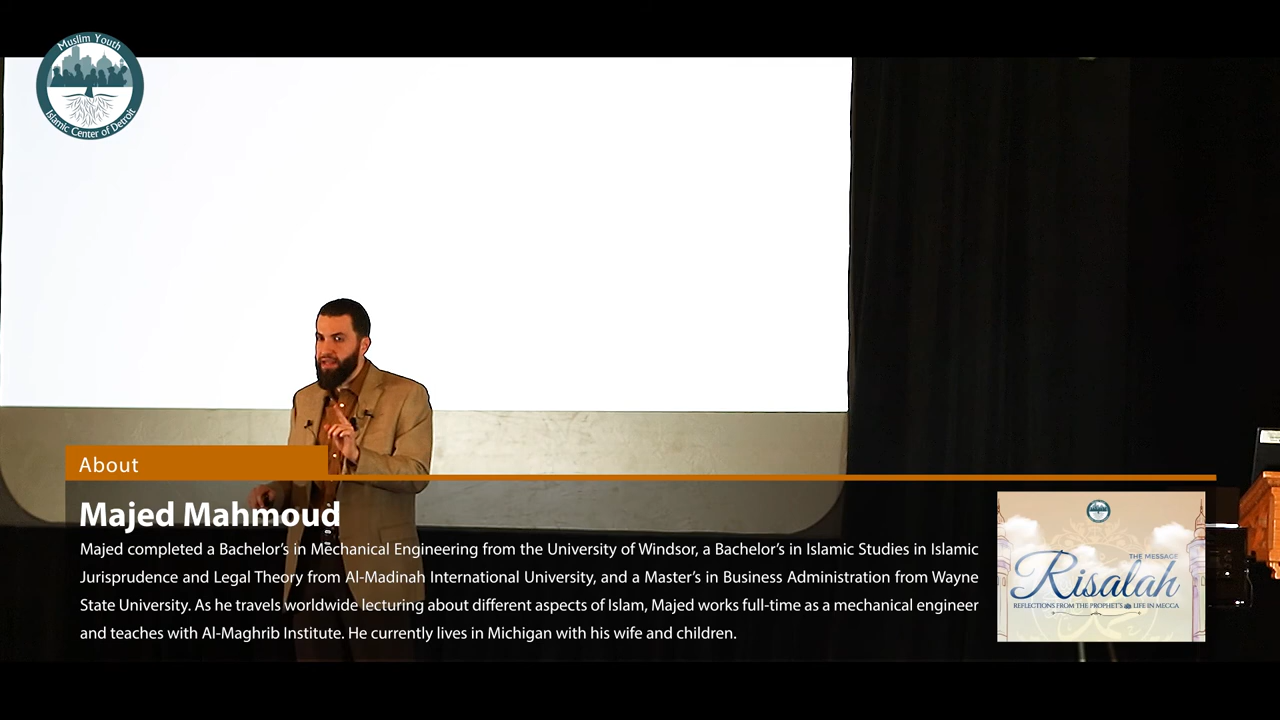 Muslim Youth
Islamic Center of Detroit
About
Majed Mahmoud
Majed completed a Bachelor's in Mechanical Engineering from the University of Windsor, a Bachelor's in Islamic Studies in Islamic
Jurisprudence and Legal Theory from Al-Madinah International University, and a Master's in Business Administration from Wayne
State University. As he travels worldwide lecturing about different aspects of Islam, Majed works full-time as a mechanical engineer
and teaches with Al-Maghrib Institute. He currently lives in Michigan with his wife and children.
THE MESSAGE
Risalah
REFLECTIONS FROM THE PROPHET'S LIFE IN MECCA